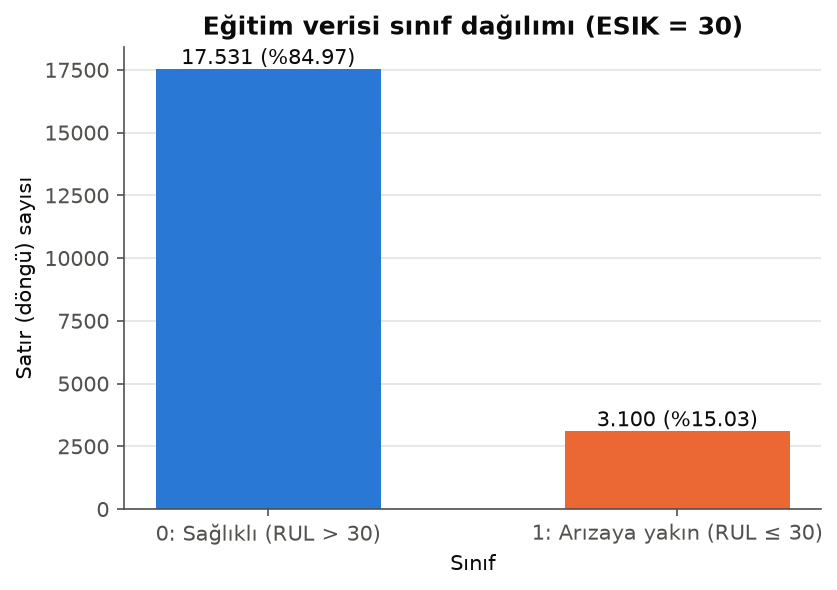 Eğitim verisi sınıf dağılımı (ESIK = 30)
17.531 (%84.97)
17500
15000
12500
10000
7500
5000
2500
0
Satır (döngü) sayısı
3.100 (%15.03)
0: Sağlıklı (RUL > 30)
1: Arızaya yakın (RUL ≤ 30)
Sınıf